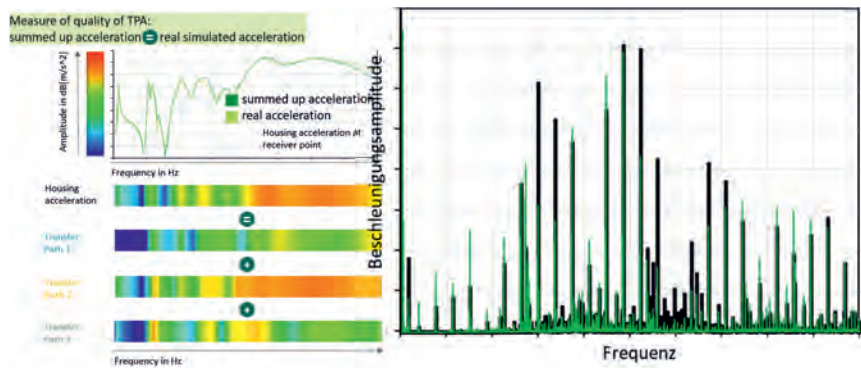 Measure of quality of TPA:
summed up acceleration = real simulated acceleration
Amplitude in dB[m/s^2]
summed up acceleration
real acceleration
Housing acceleration at
receiver point
Frequency in Hz
Housing
acceleration
=
Transfer
Path 1
+
Transfer
Path 2
+
Transfer
Path 3
Frequency in Hz
Beschleunigungsamplitude
Frequenz